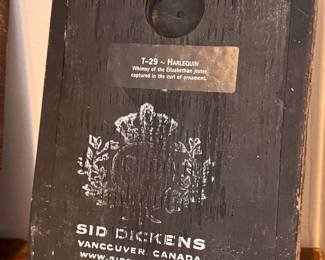 T-29 ~ HARLEQUIN
Whimsy of the Elizabethan jester
captured in the curl of ornament.
SID DICKENS
VANCOUVER, CANADA